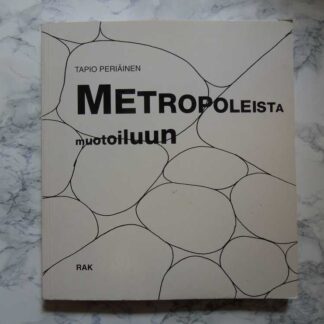 TAPIO PERIÄINEN
METROPOLEISTA
muotoiluun
RAK